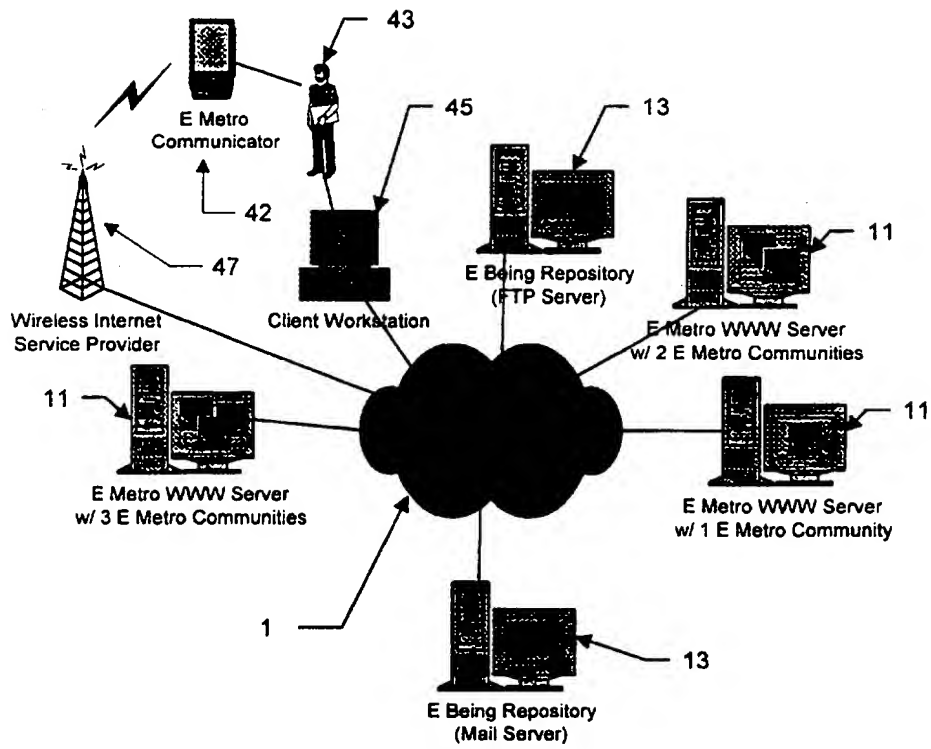 43
E Metro
Communicator
45
13
42
11
47
E Being Repository
(FTP Server)
Wireless Internet
Service Provider
Client Workstation
E Metro WWW Server
w/ 2 E Metro Communities
11
11
E Metro WWW Server
w/ 3 E Metro Communities
E Metro WWW Server
w/ 1 E Metro Community
1
13
E Being Repository
(Mail Server)